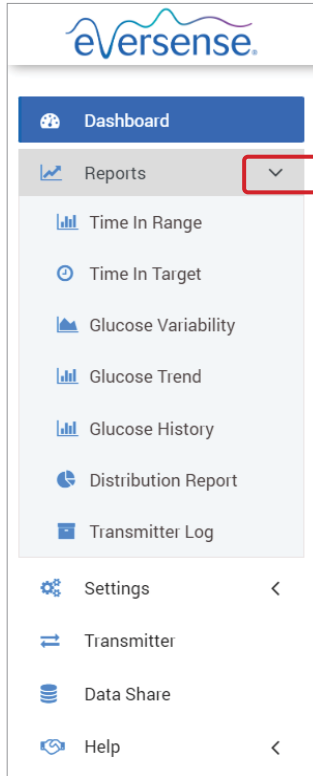 eversense.
Dashboard
Reports
Time In Range
Time In Target
Glucose Variability
Glucose Trend
Glucose History
Distribution Report
Transmitter Log
Settings
Transmitter
Data Share
Help